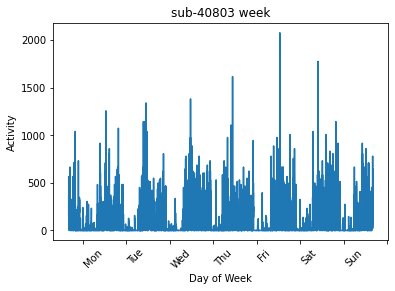 sub-40803 week
2000
1500
1000
500
0
Activity
Mon
Tue
Wed
Thu
Fri
Sat
Sun
Day of Week